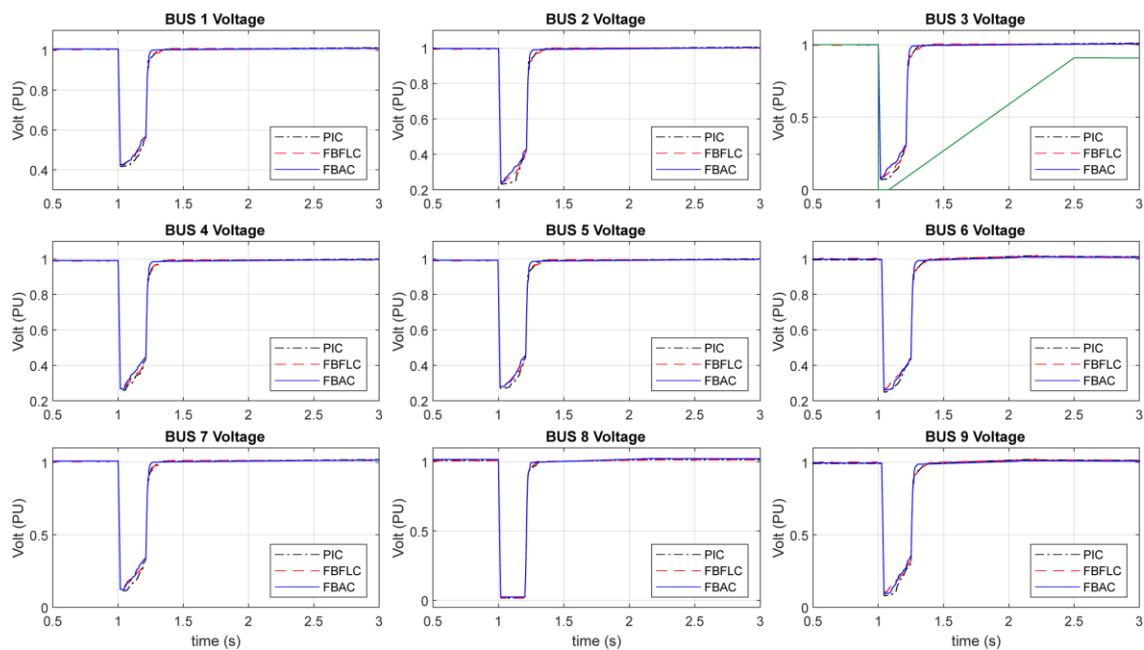 BUS 1 Voltage
Volt (PU)
1
0.8
0.6
0.4
PIC
FBFLC
FBAC
0.5 1 1.5 2 2.5 3
BUS 2 Voltage
Volt (PU)
1
0.8
0.6
0.4
0.2
PIC
FBFLC
FBAC
0.5 1 1.5 2 2.5 3
BUS 3 Voltage
Volt (PU)
1
0.5
0
PIC
FBFLC
FBAC
0.5 1 1.5 2 2.5 3
BUS 4 Voltage
Volt (PU)
1
0.8
0.6
0.4
0.2
PIC
FBFLC
FBAC
0.5 1 1.5 2 2.5 3
BUS 5 Voltage
Volt (PU)
1
0.8
0.6
0.4
0.2
PIC
FBFLC
FBAC
0.5 1 1.5 2 2.5 3
BUS 6 Voltage
Volt (PU)
1
0.8
0.6
0.4
0.2
PIC
FBFLC
FBAC
0.5 1 1.5 2 2.5 3
BUS 7 Voltage
Volt (PU)
1
0.5
0
PIC
FBFLC
FBAC
0.5 1 1.5 2 2.5 3
time (s)
BUS 8 Voltage
Volt (PU)
1
0.5
0
PIC
FBFLC
FBAC
0.5 1 1.5 2 2.5 3
time (s)
BUS 9 Voltage
Volt (PU)
1
0.5
0
PIC
FBFLC
FBAC
0.5 1 1.5 2 2.5 3
time (s)